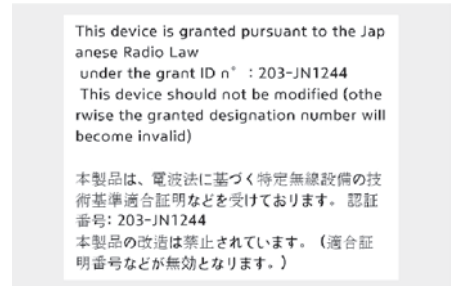 This device is granted pursuant to the Jap
anese Radio Law
under the grant ID n° : 203-JN1244
This device should not be modified (othe
rwise the granted designation number will
become invalid)
本製品は、電波法に基づく特定無線設備の技
術基準適合証明などを受けております。 認証
番号: 203-JN1244
本製品の改造は禁止されています。（適合証
明番号などが無効となります。）